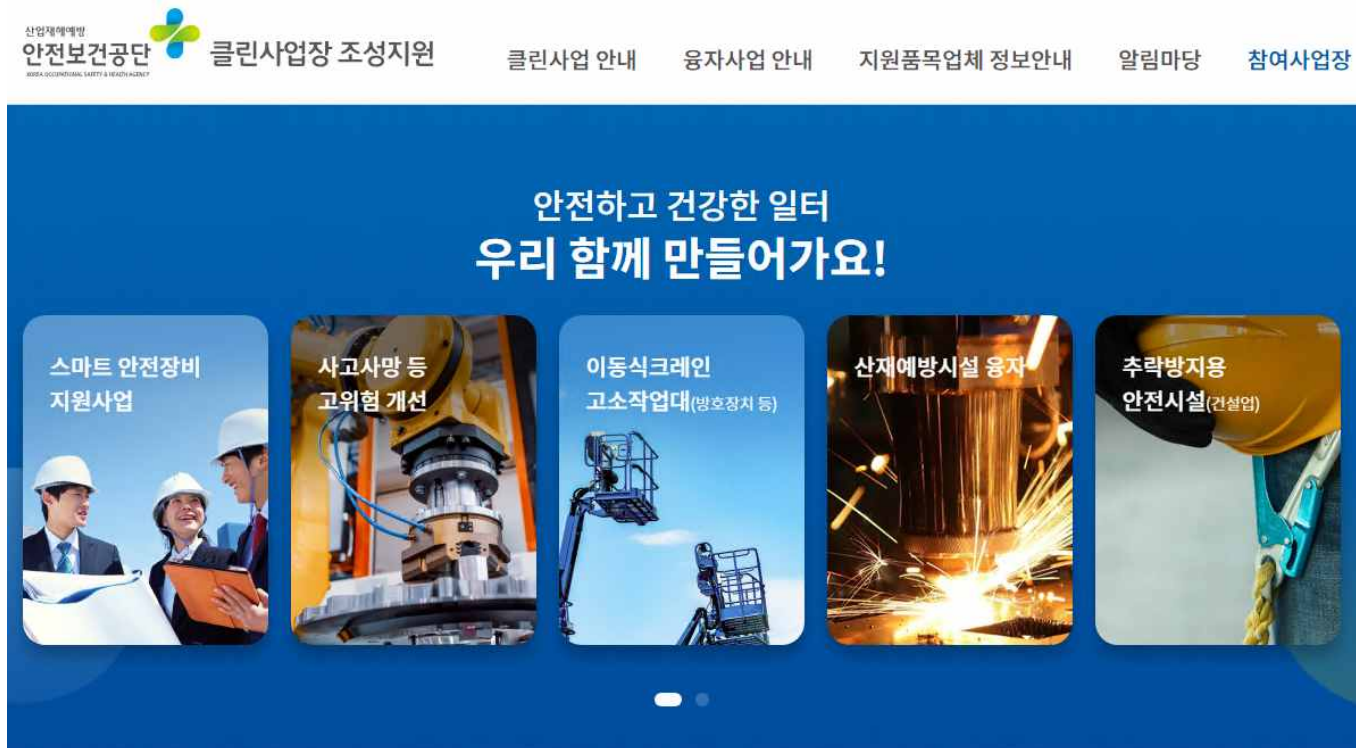 산업재해예방
안전보건공단
KOREA OCCUPATIONAL SAFETY & HEALTH AGENCY
클린사업장 조성지원
클린사업 안내
융자사업 안내
지원품목업체 정보안내
알림마당
참여사업장
안전하고 건강한 일터
우리 함께 만들어가요!
스마트 안전장비
지원사업
사고사망 등
고위험 개선
이동식크레인
고소작업대(방호장치 등)
산재예방시설 융자
추락방지용
안전시설(건설업)